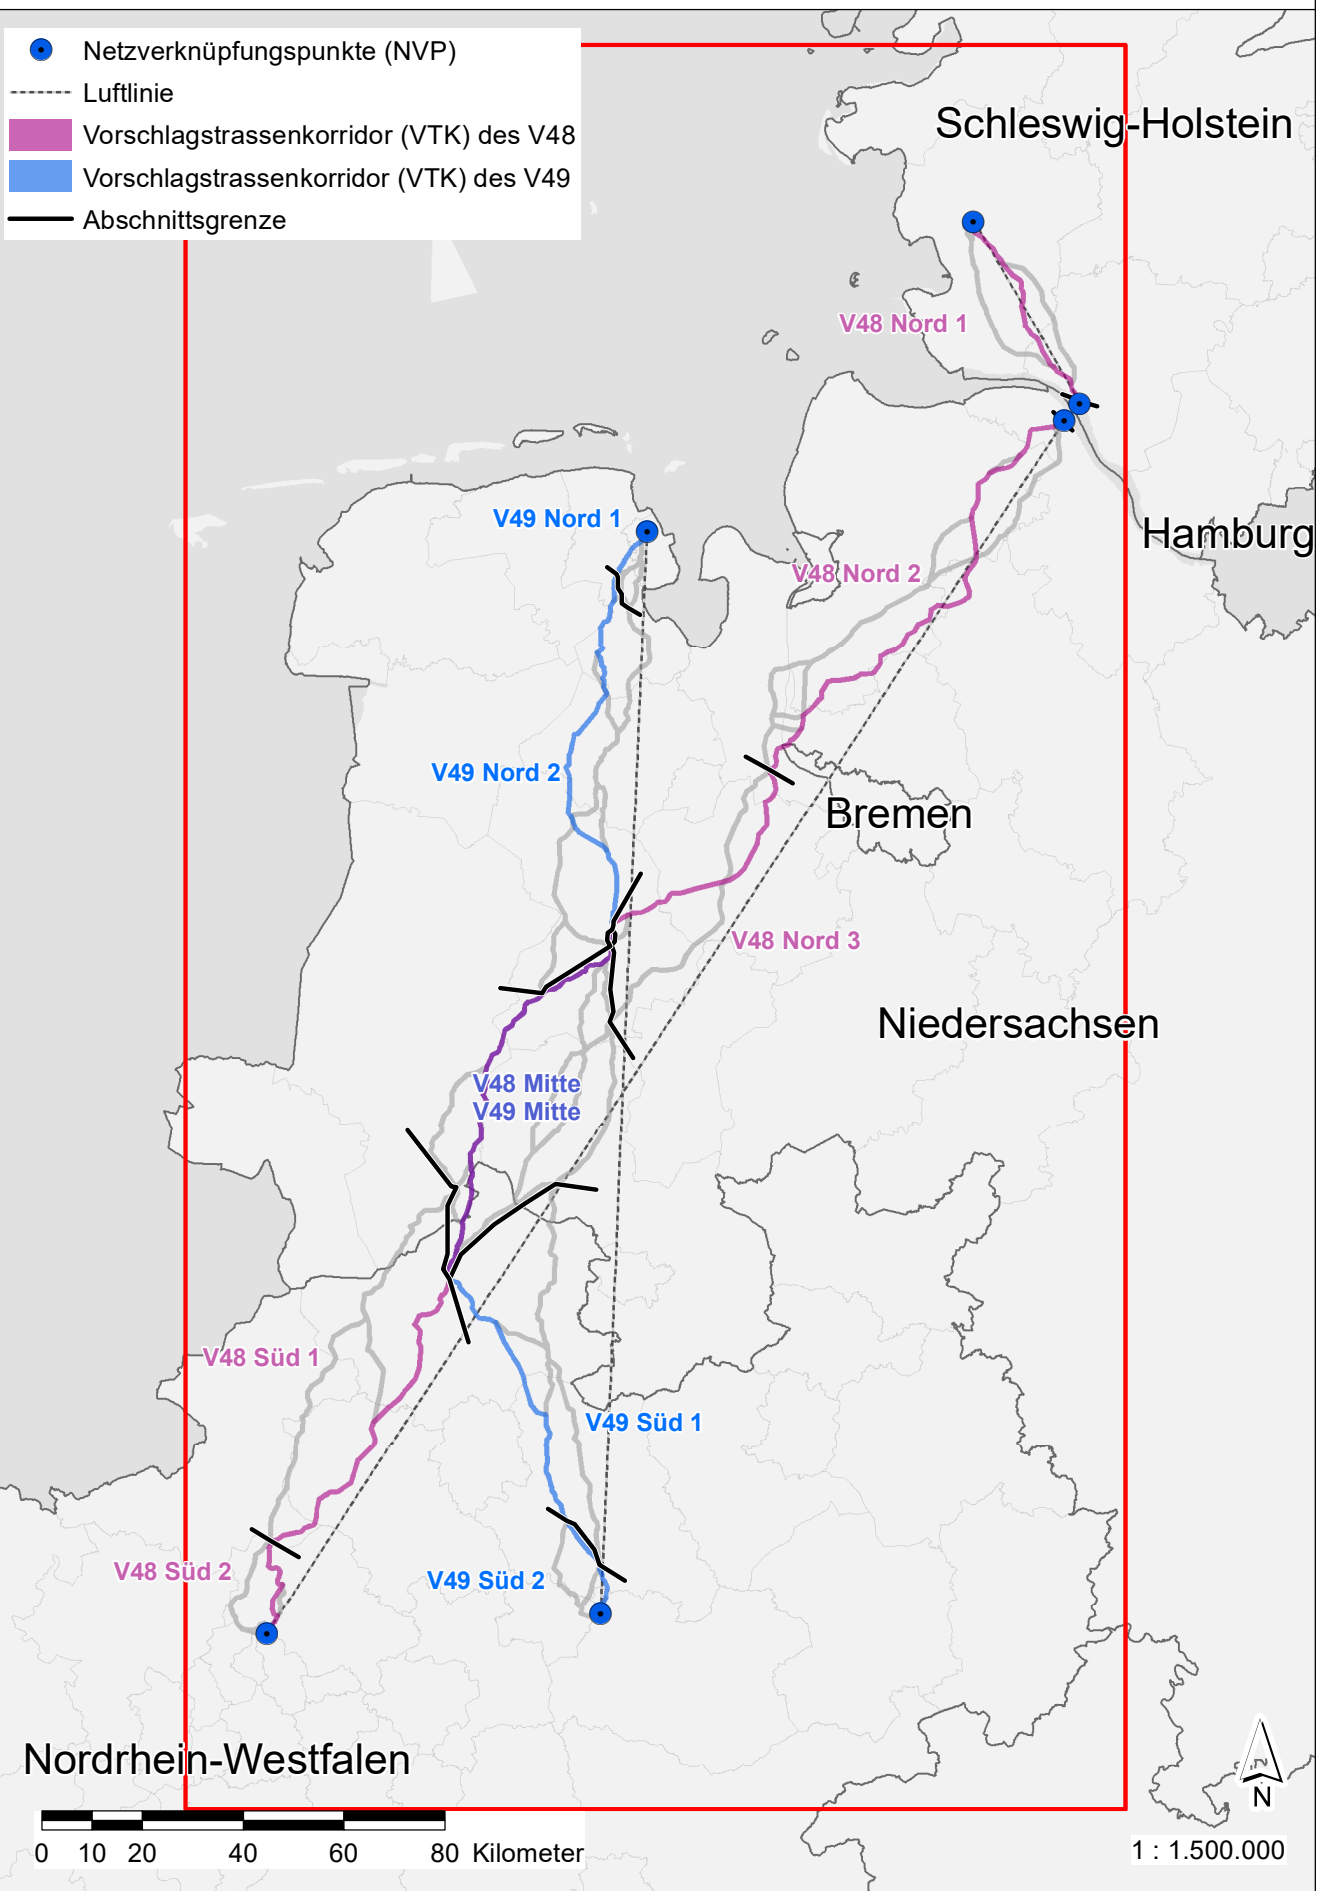 Netzverknüpfungspunkte (NVP)
Luftlinie
Vorschlagstrassenkorridor (VTK) des V48
Vorschlagstrassenkorridor (VTK) des V49
Abschnittsgrenze
Schleswig-Holstein
V48 Nord 1
V49 Nord 1
Hamburg
V48 Nord 2
V49 Nord 2
Bremen
V48 Nord 3
Niedersachsen
V48 Mitte
V49 Mitte
V48 Süd 1
V49 Süd 1
V48 Süd 2
V49 Süd 2
Nordrhein-Westfalen
N
0 10 20 40 60 80 Kilometer
1 : 1.500.000